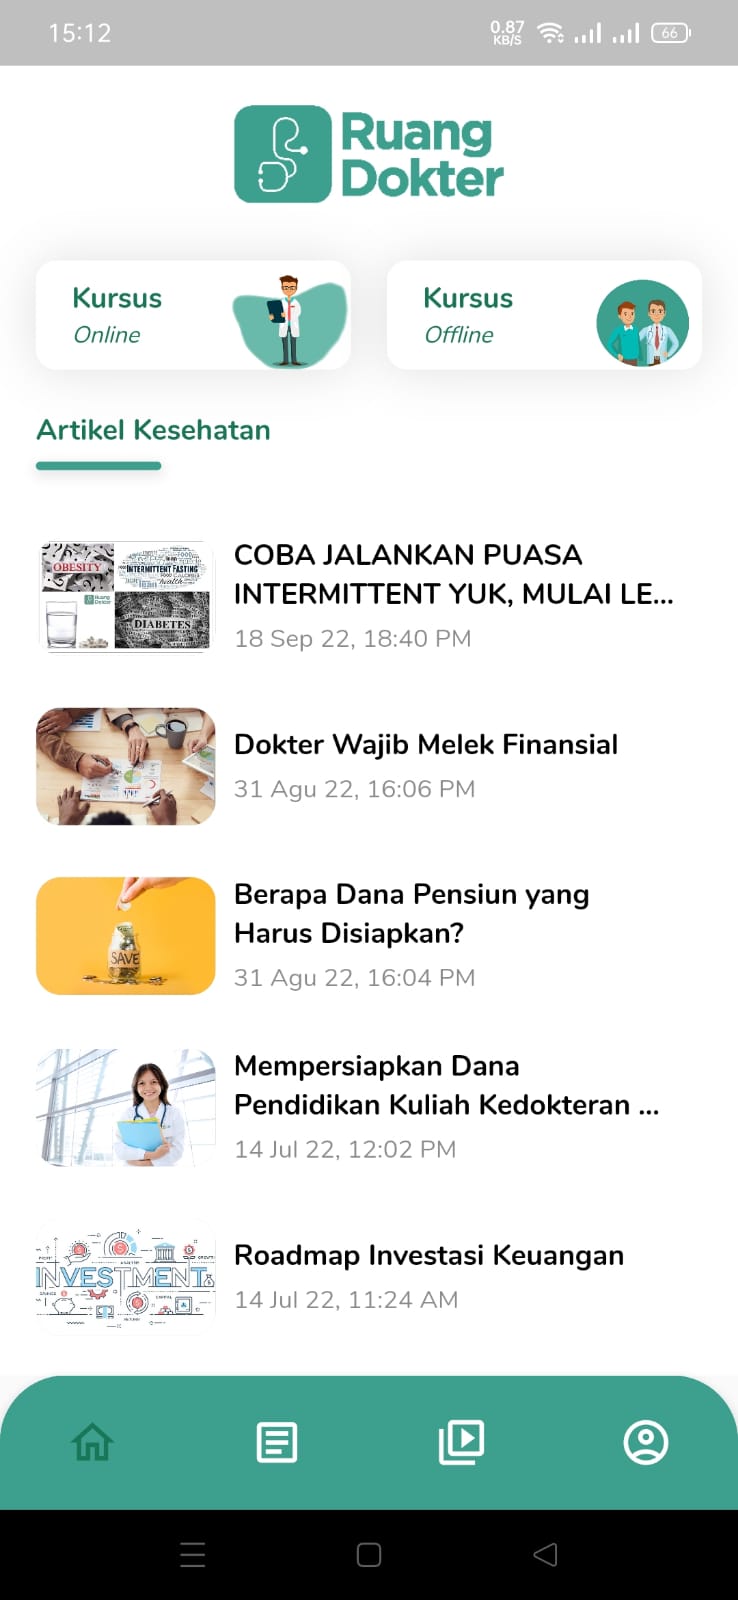 15:12
0.87
KB/S
66
Ruang
Dokter
Kursus
Online
Kursus
Offline
Artikel Kesehatan
OBESITY
INTERMITTENT FASTING
health
Ruang
Dokter
DIABETES
COBA JALANKAN PUASA
INTERMITTENT YUK, MULAI LE...
18 Sep 22, 18:40 PM
Dokter Wajib Melek Finansial
31 Agu 22, 16:06 PM
SAVE
Berapa Dana Pensiun yang
Harus Disiapkan?
31 Agu 22, 16:04 PM
Mempersiapkan Dana
Pendidikan Kuliah Kedokteran ...
14 Jul 22, 12:02 PM
INVESTMENT
Roadmap Investasi Keuangan
14 Jul 22, 11:24 AM